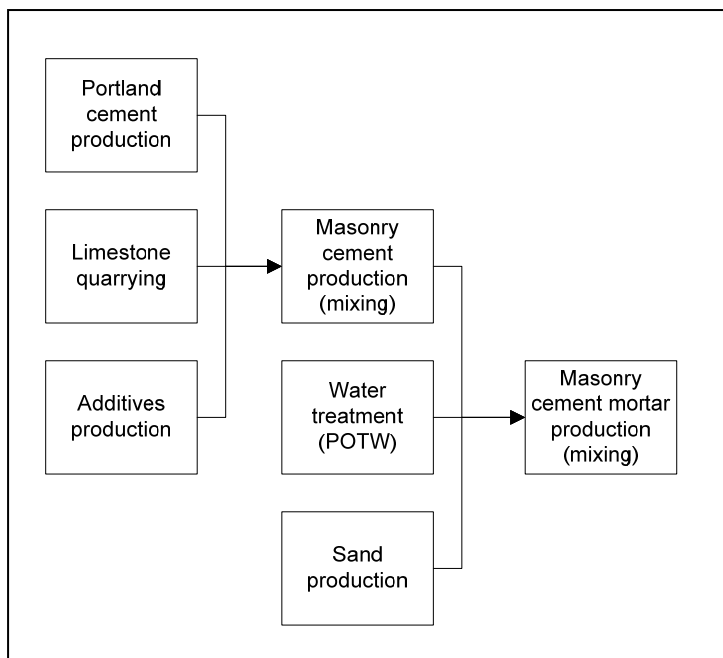 Portland
cement
production
Limestone
quarrying
Additives
production
Masonry
cement
production
(mixing)
Water
treatment
(POTW)
Sand
production
Masonry
cement mortar
production
(mixing)